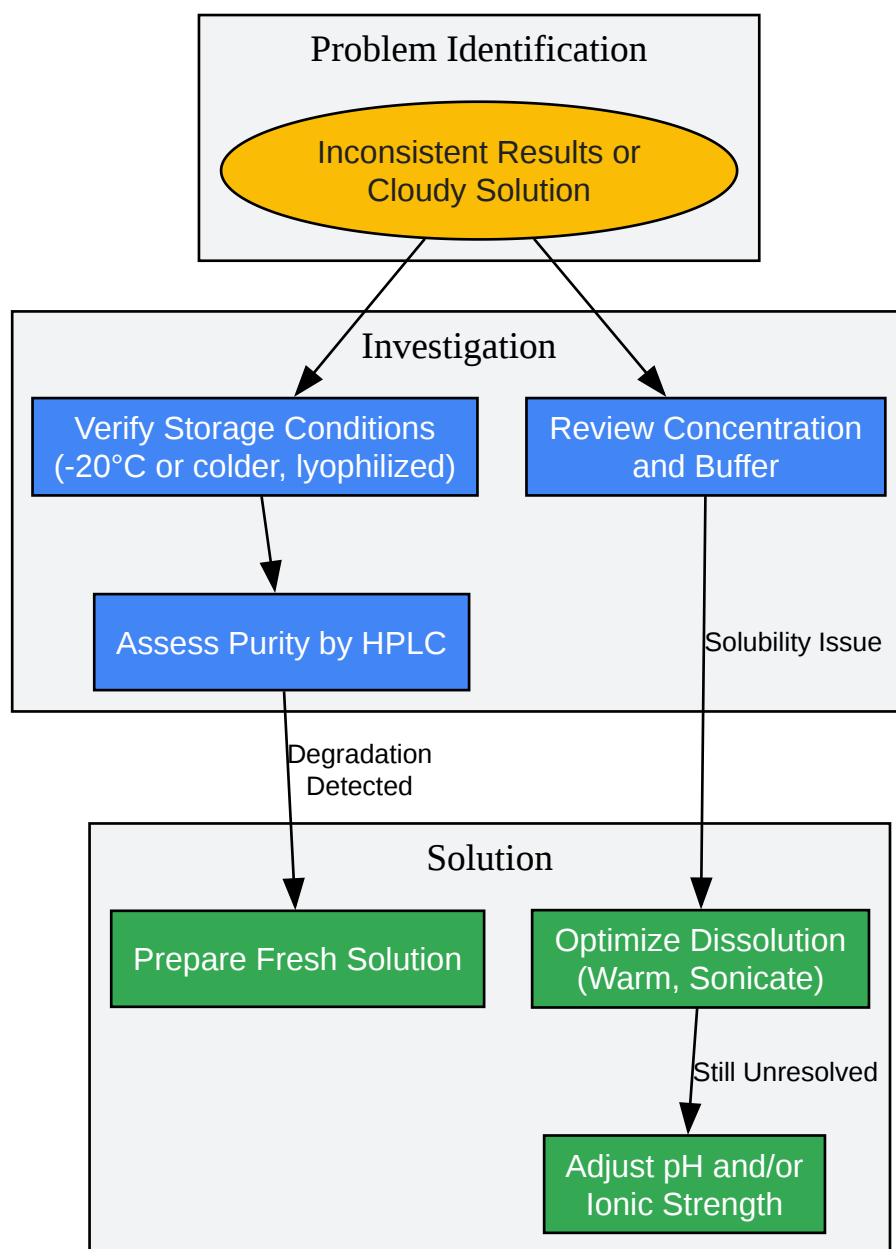 Problem Identification
Inconsistent Results or
Cloudy Solution
Investigation
Verify Storage Conditions
(-20°C or colder, lyophilized)
Review Concentration
and Buffer
Assess Purity by HPLC
Solubility Issue
Degradation
Detected
Solution
Prepare Fresh Solution
Optimize Dissolution
(Warm, Sonicate)
Still Unresolved
Adjust pH and/or
Ionic Strength